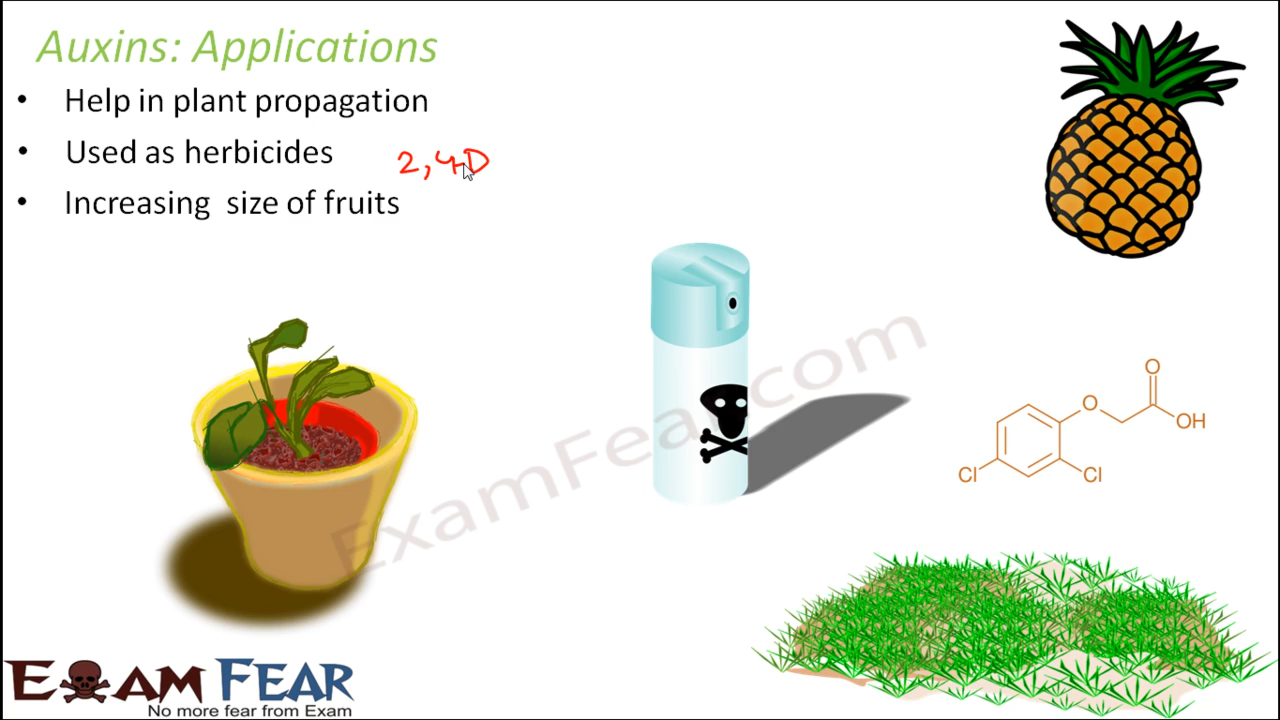 Auxins: Applications
• Help in plant propagation
• Used as herbicides 2,4D
• Increasing size of fruits
ExamFear.com
O
O
OH
Cl
Cl
EXAM FEAR
No more fear from Exam